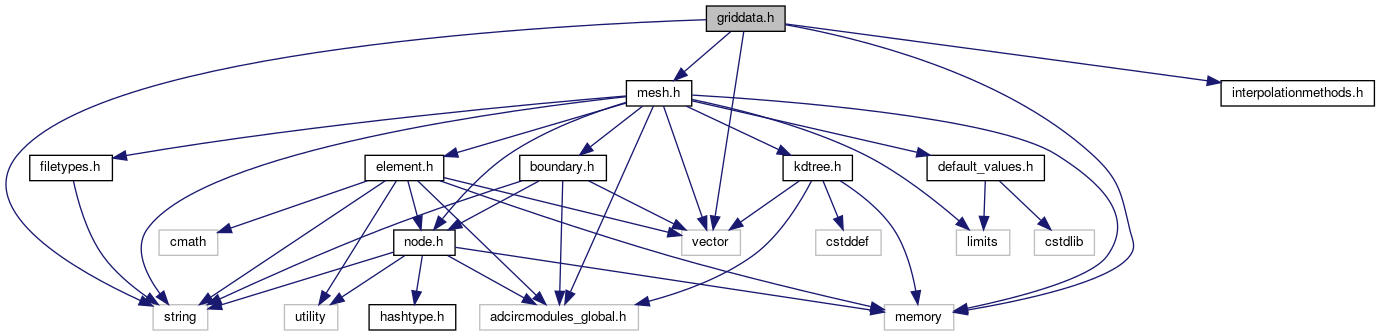 griddata.h
mesh.h
interpolationmethods.h
filetypes.h
element.h
boundary.h
kdtree.h
default_values.h
cmath
node.h
vector
cstddef
limits
cstdlib
string
utility
hashtype.h
adcircmodules_global.h
memory